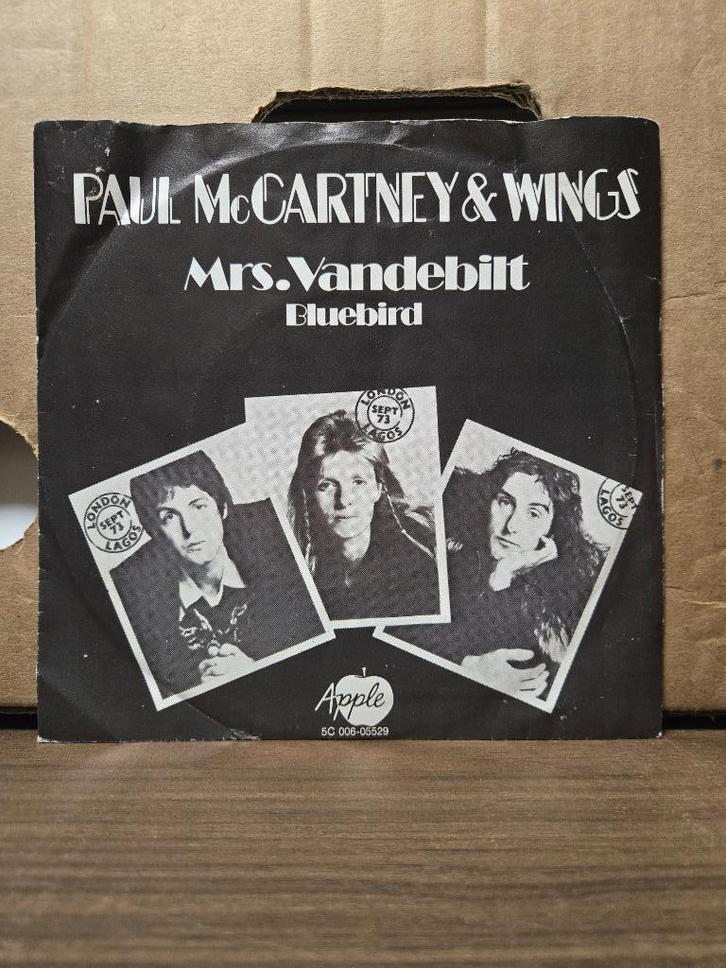 PAUL McCARTNEY & WINGS
Mrs. Vandebilt
Bluebird
LONDON
SEPT
73
LAGOS
LONDON
SEPT
73
LAGOS
SEPT
73
LAGOS
Apple
5C 006-05529